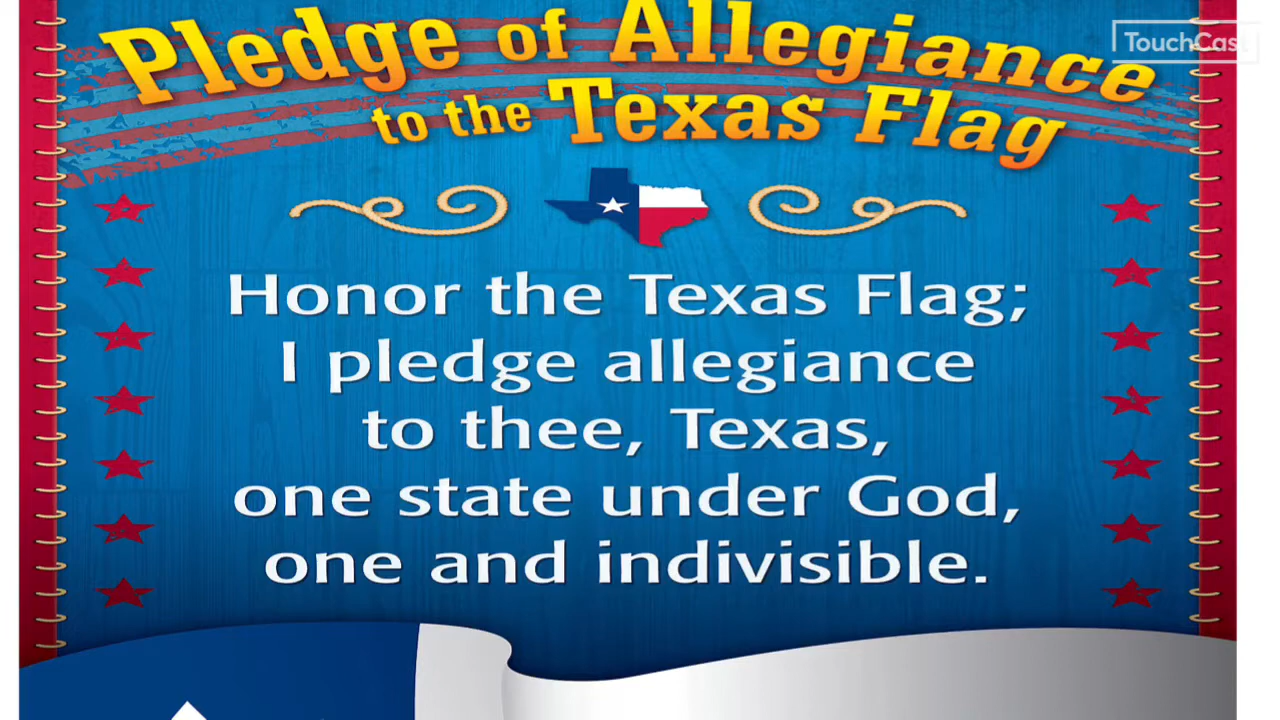 TouchCast
Pledge of Allegiance
to the Texas Flag
Honor the Texas Flag;
I pledge allegiance
to thee, Texas,
one state under God,
one and indivisible.